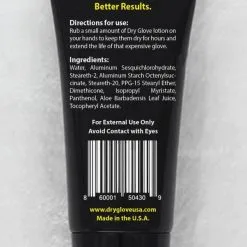 Better Results.
Directions for use:
Rub a small amount of Dry Glove lotion on
your hands to keep them dry for hours and
extend the life of that expensive glove.
Ingredients:
Water, Aluminum Sesquichlorohydrate,
Steareth-2, Aluminum Starch Octenylsuc-
cinate, Steareth-20, PPG-15 Stearyl Ether,
Dimethicone, Isopropyl Myristate,
Panthenol, Aloe Barbadensis Leaf Juice,
Tocopheryl Acetate.
For External Use Only
Avoid Contact with Eyes
8 60001 50430 9
www.drygloveusa.com
Made in the U.S.A.